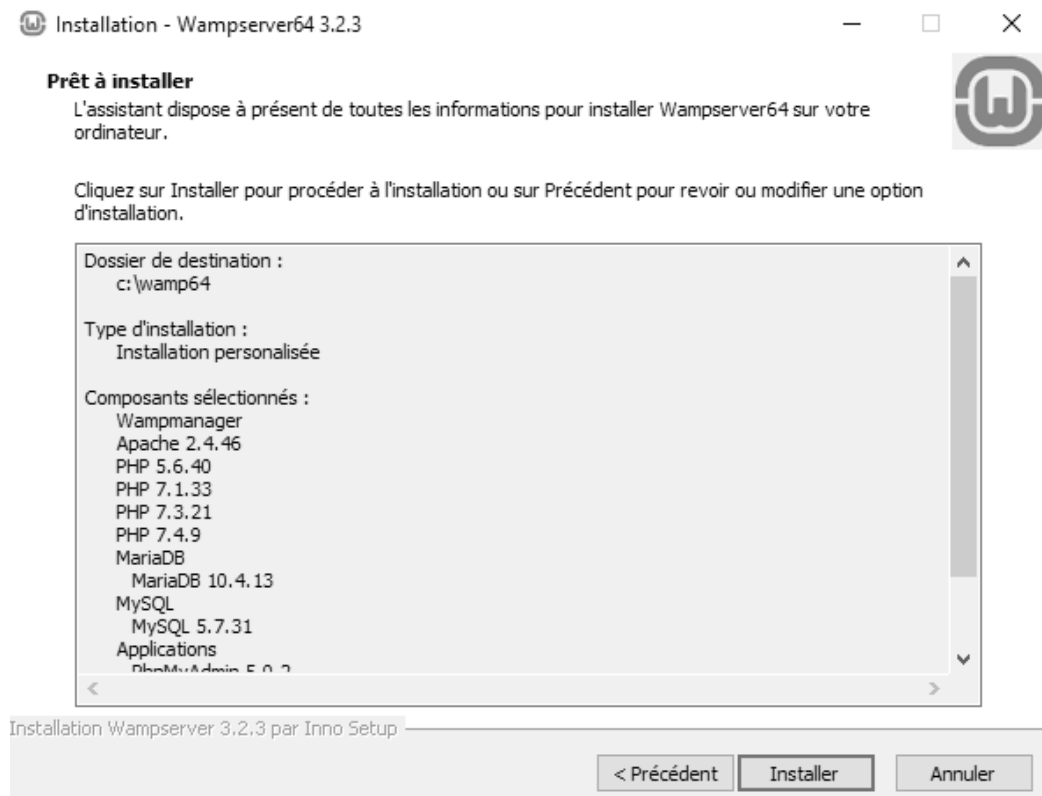 Installation - Wampserver64 3.2.3
Prêt à installer
L'assistant dispose à présent de toutes les informations pour installer Wampserver64 sur votre
ordinateur.
Cliquez sur Installer pour procéder à l'installation ou sur Précédent pour revoir ou modifier une option
d'installation.
Dossier de destination :
c:\wamp64
Type d'installation :
Installation personalisée
Composants sélectionnés :
Wampmanager
Apache 2.4.46
PHP 5.6.40
PHP 7.1.33
PHP 7.3.21
PHP 7.4.9
MariaDB
MariaDB 10.4.13
MySQL
MySQL 5.7.31
Applications
PhpMyAdmin 5.0.2
Installation Wampserver 3.2.3 par Inno Setup
< Précédent
Installer
Annuler